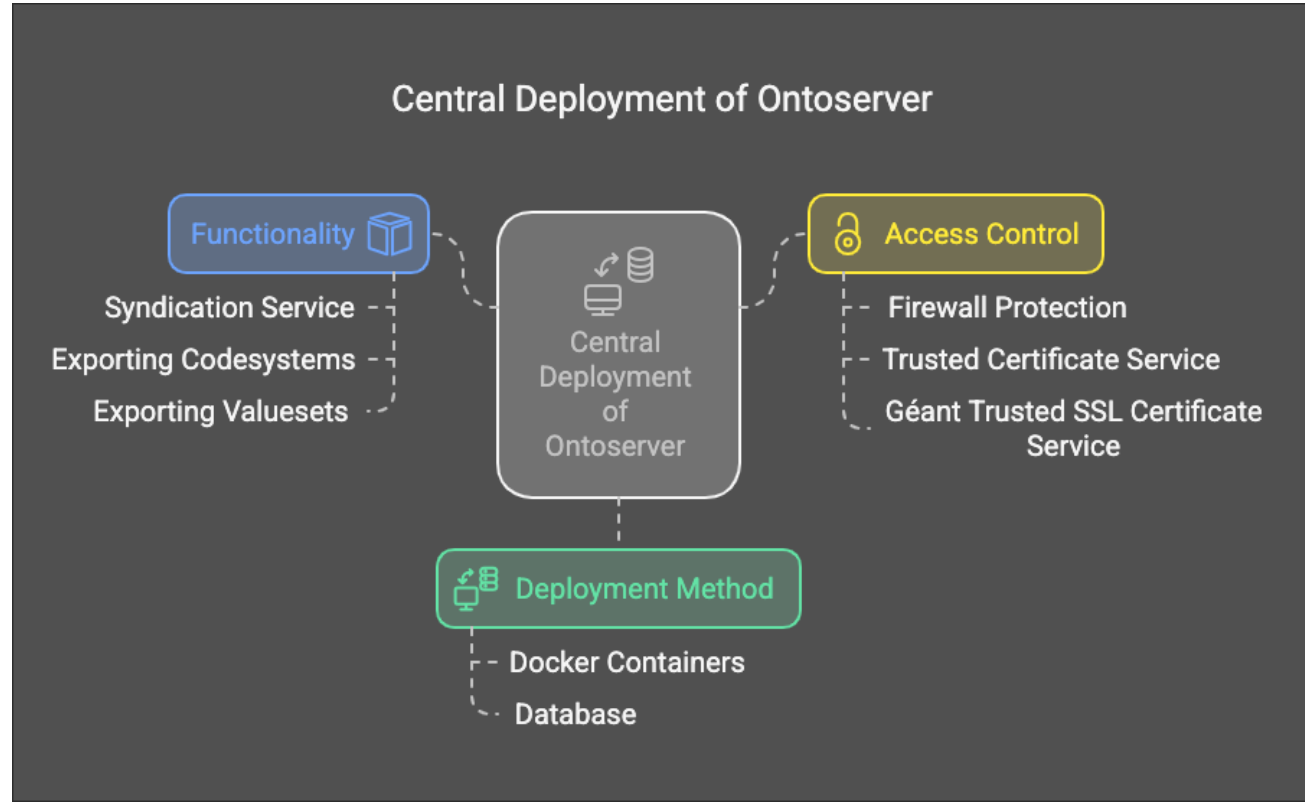 Central Deployment of Ontoserver
Functionality
Syndication Service
Exporting Codesystems
Exporting Valuesets
Central
Deployment
of
Ontoserver
Access Control
Firewall Protection
Trusted Certificate Service
Géant Trusted SSL Certificate
Service
Deployment Method
Docker Containers
Database